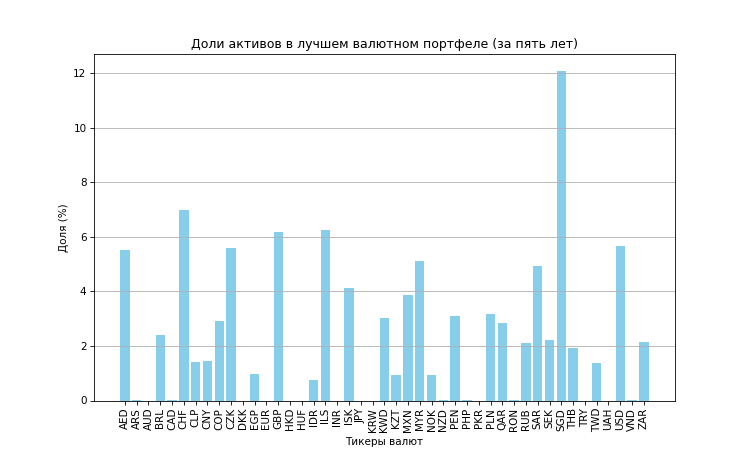 Доли активов в лучшем валютном портфеле (за пять лет)
Доля (%)
12
10
8
6
4
2
0
AED ARS AUD BRL CAD CHF CLP CNY COP CZK DKK EGP EUR GBP HKD HUF IDR ILS INR ISK JPY KRW KWD KZT MXN MYR NOK NZD PEN PHP PKR PLN QAR RON RUB SAR SEK SGD THB TRY TWD UAH USD VND ZAR
Тикеры валют